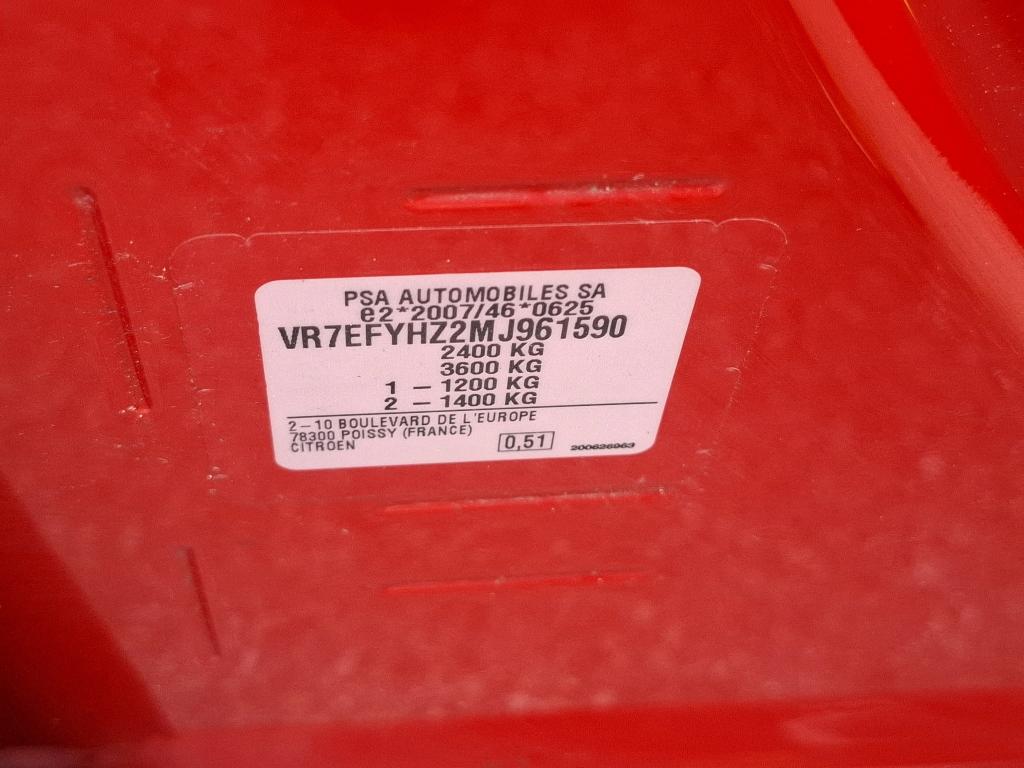 PSA AUTOMOBILES SA
e2*2007/46*0625
VR7EFYHZ2MJ961590
2400 KG
3600 KG
1 – 1200 KG
2 – 1400 KG
2–10 BOULEVARD DE L'EUROPE
78300 POISSY (FRANCE)
CITROEN
0,51
200626963